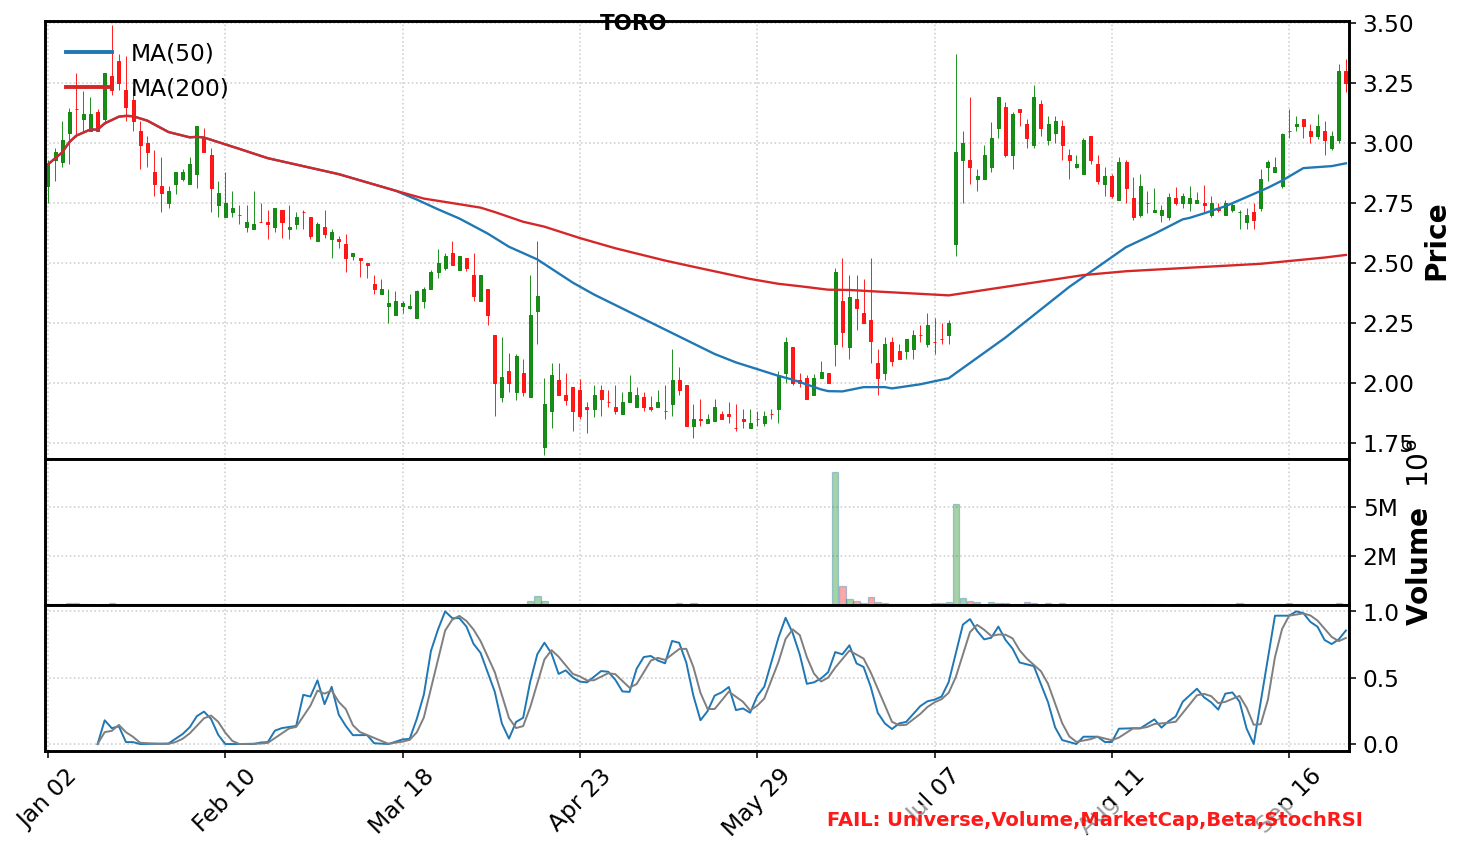 TORO
MA(50)
MA(200)
3.50
3.25
3.00
2.75
2.50
2.25
2.00
1.75
Price
10⁶
5M
2M
Volume
1.0
0.5
0.0
Jan 02
Feb 10
Mar 18
Apr 23
May 29
Jul 07
Aug 11
Sep 16
FAIL: Universe,Volume,MarketCap,Beta,StochRSI